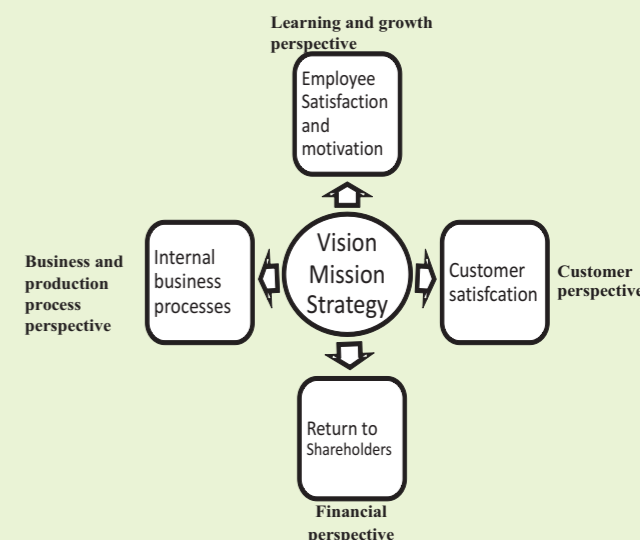 Learning and growth
perspective
Employee
Satisfaction
and
motivation
Business and
production
process
perspective
Internal
business
processes
Vision
Mission
Strategy
Customer
satisfcation
Customer
perspective
Return to
Shareholders
Financial
perspective